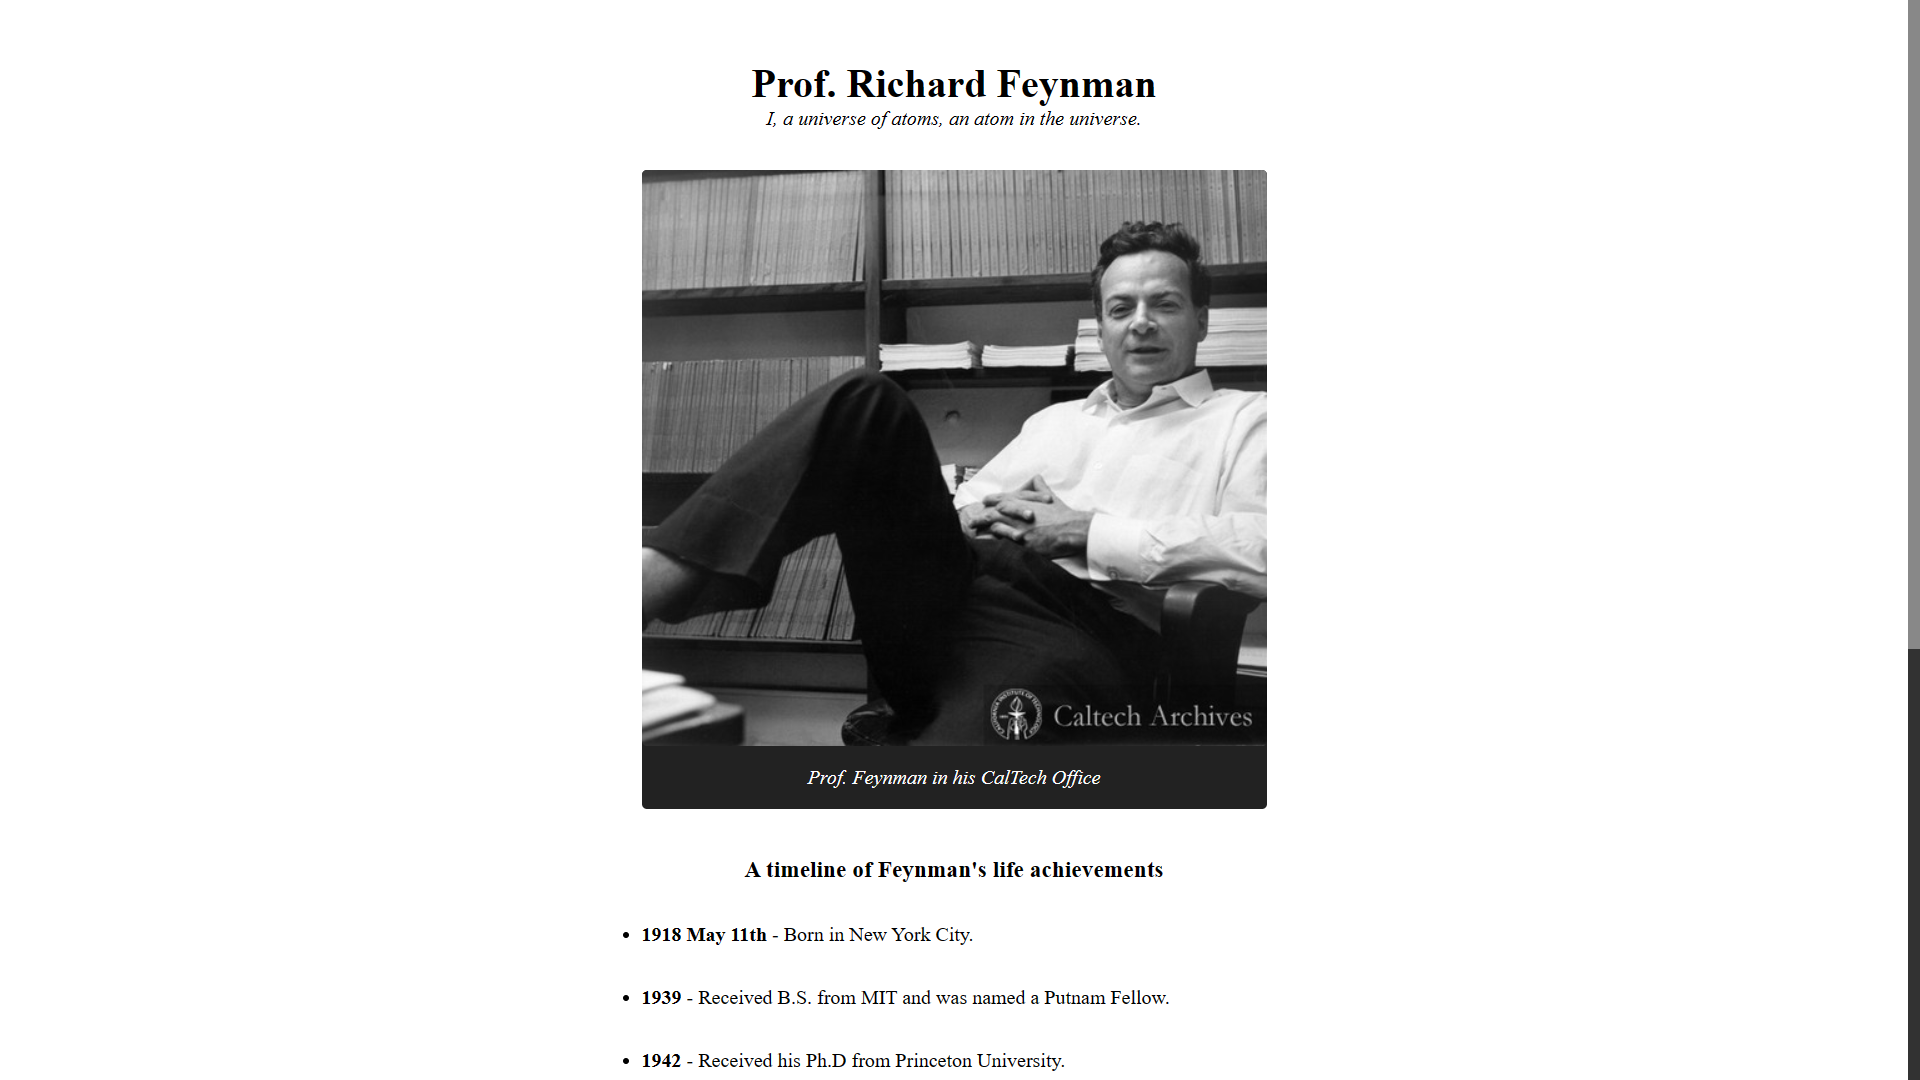 Prof. Richard Feynman
I, a universe of atoms, an atom in the universe.
Caltech Archives
Prof. Feynman in his CalTech Office
A timeline of Feynman's life achievements
1918 May 11th - Born in New York City.
1939 - Received B.S. from MIT and was named a Putnam Fellow.
1942 - Received his Ph.D from Princeton University.